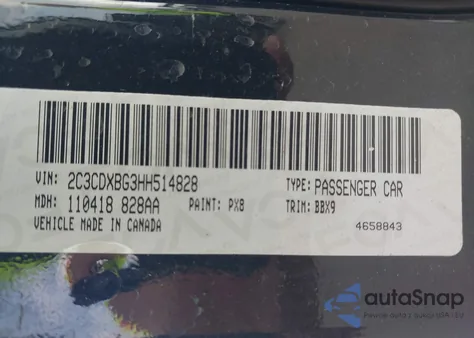 VIN: 2C3CDXBG3HH514828 TYPE: PASSENGER CAR
MDH: 110418 828AA PAINT: PX8 TRIM: BBX9
VEHICLE MADE IN CANADA 4658843
autoSnap